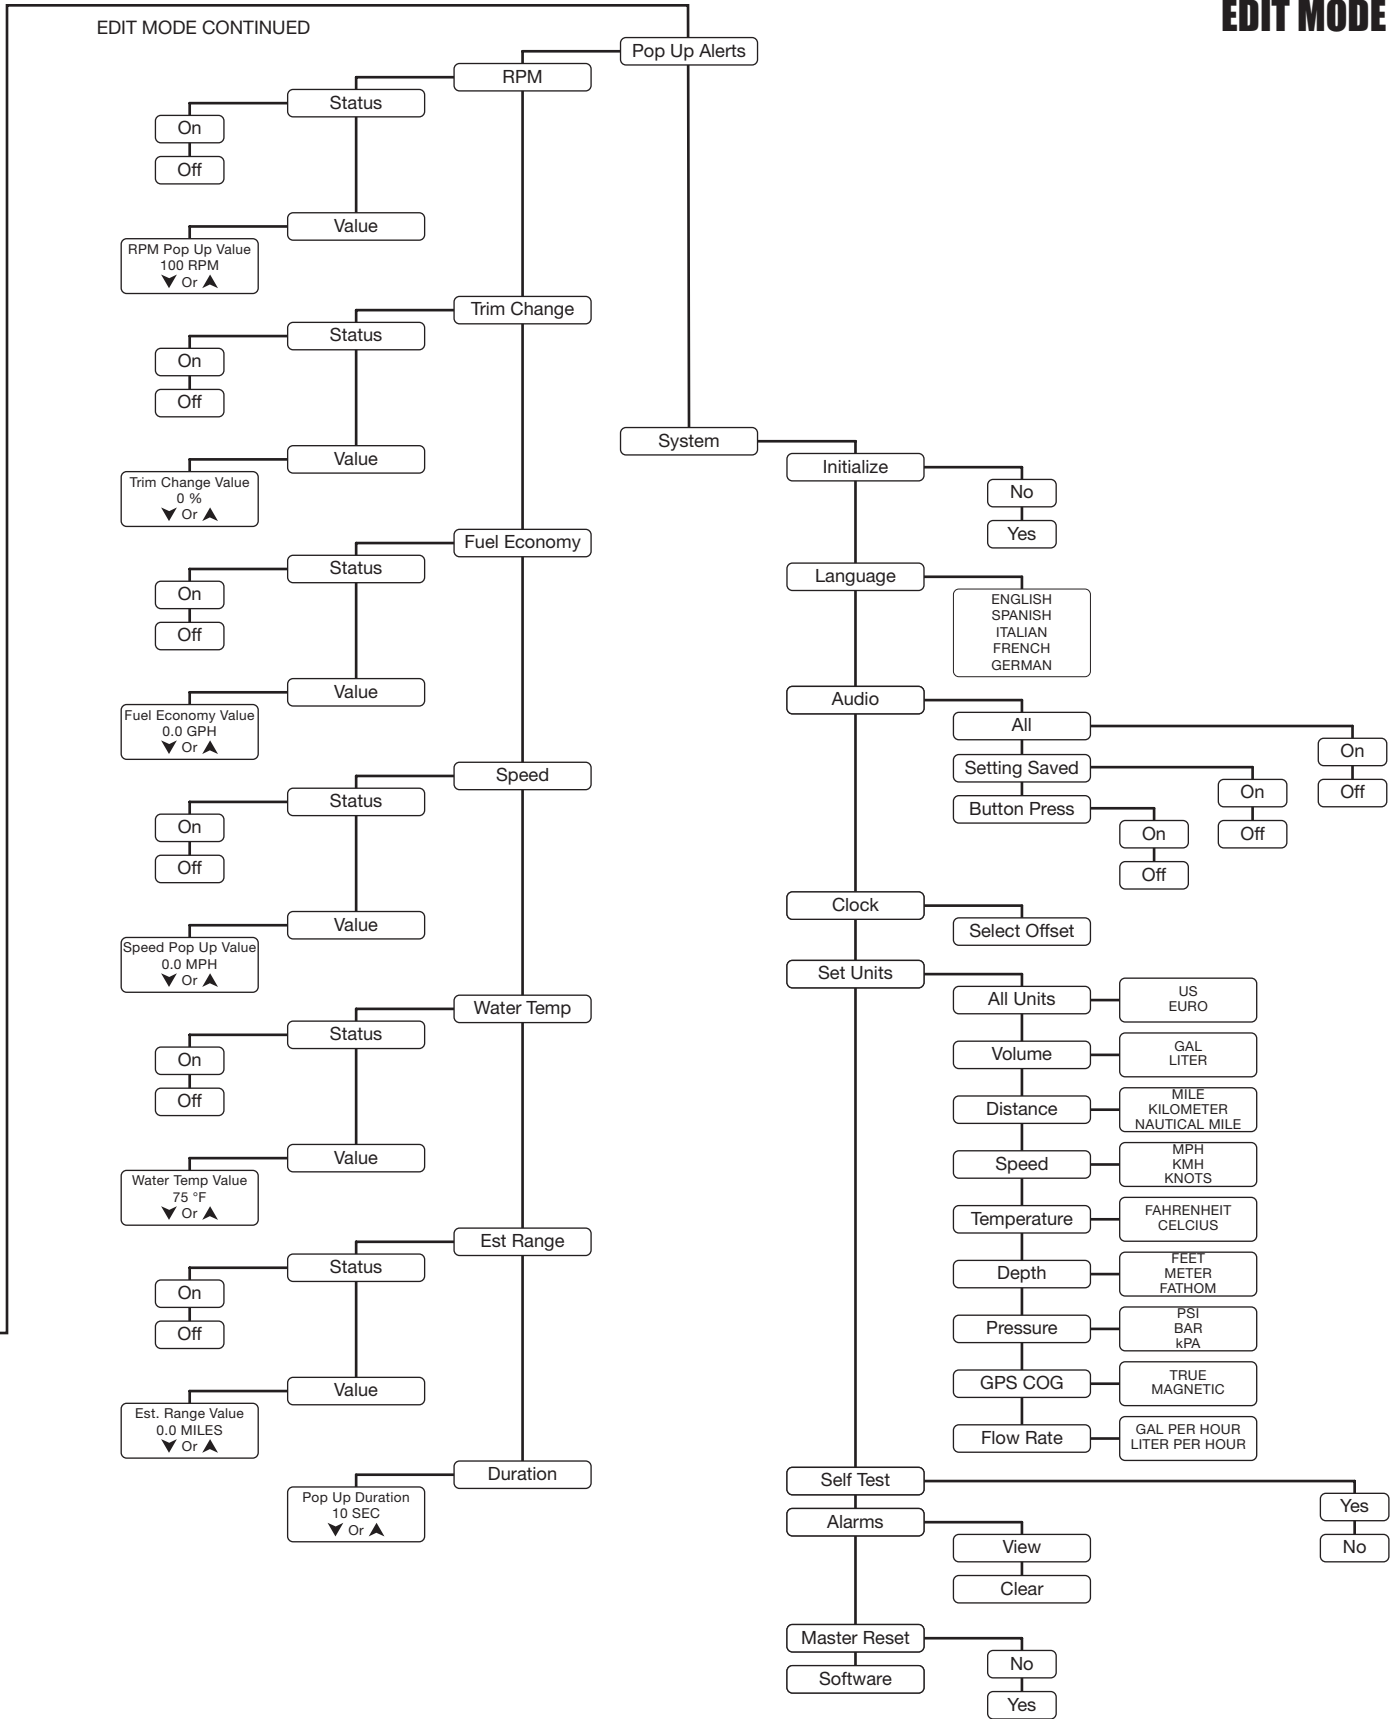 EDIT MODE
EDIT MODE CONTINUED
Pop Up Alerts
RPM
Status
On
Off
Value
RPM Pop Up Value
100 RPM
Or
Trim Change
Status
On
Off
Value
Trim Change Value
0 %
Or
Fuel Economy
Status
On
Off
Value
Fuel Economy Value
0.0 GPH
Or
Speed
Status
On
Off
Value
Speed Pop Up Value
0.0 MPH
Or
Water Temp
Status
On
Off
Value
Water Temp Value
75 °F
Or
Est Range
Status
On
Off
Value
Est. Range Value
0.0 MILES
Or
Duration
Pop Up Duration
10 SEC
Or
System
Initialize
No
Yes
Language
ENGLISH
SPANISH
ITALIAN
FRENCH
GERMAN
Audio
All
On
Off
Setting Saved
On
Off
Button Press
On
Off
Clock
Select Offset
Set Units
All Units
US
EURO
Volume
GAL
LITER
Distance
MILE
KILOMETER
NAUTICAL MILE
Speed
MPH
KMH
KNOTS
Temperature
FAHRENHEIT
CELCIUS
Depth
FEET
METER
FATHOM
Pressure
PSI
BAR
kPA
GPS COG
TRUE
MAGNETIC
Flow Rate
GAL PER HOUR
LITER PER HOUR
Self Test
Yes
No
Alarms
View
Clear
Master Reset
No
Yes
Software